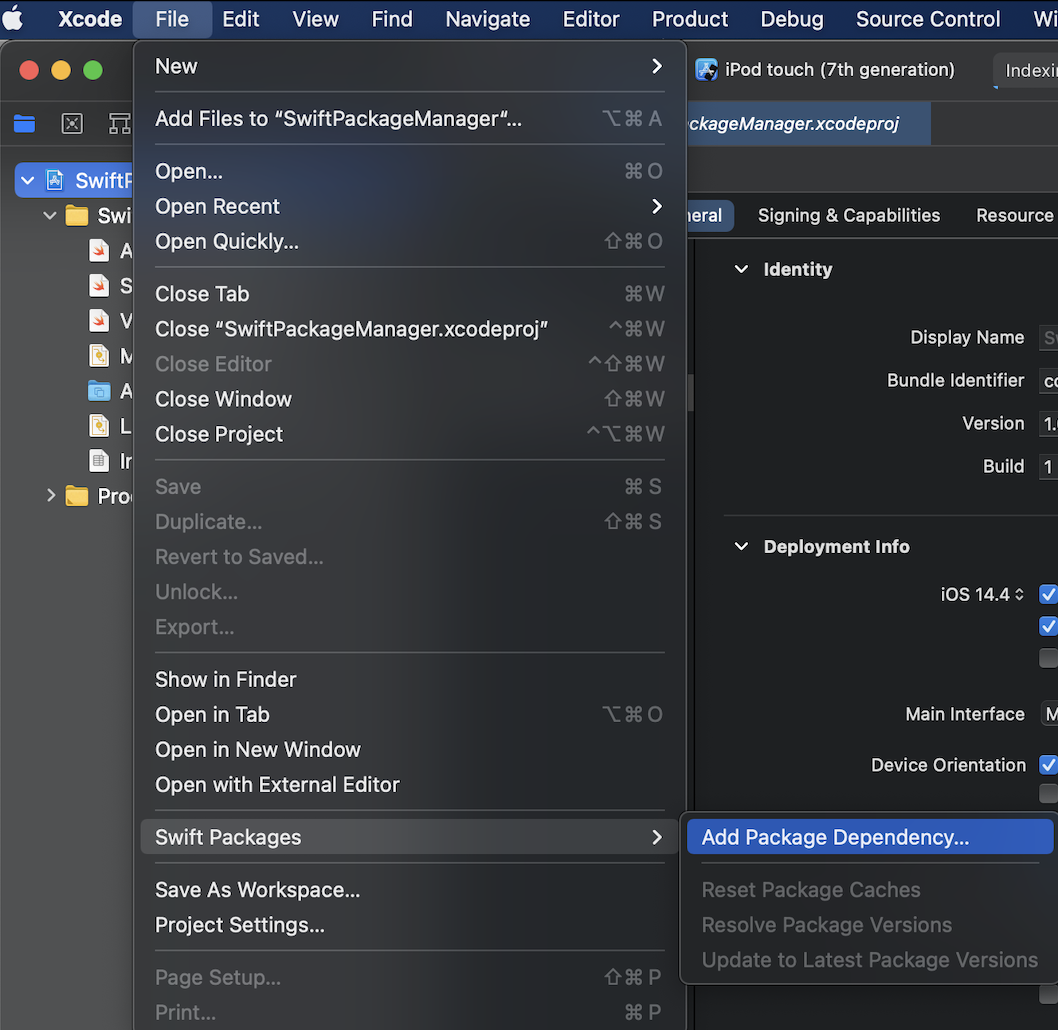 Xcode File Edit View Find Navigate Editor Product Debug Source Control Wi
New
iPod touch (7th generation) Indexin
Add Files to “SwiftPackageManager“... ⌥⌘ A
ckageManager.xcodeproj
Open... ⌘ O
SwiftP
Open Recent
Swi
neral Signing & Capabilities Resource
Open Quickly... ⇧⌘ O
A
Identity
S
Close Tab ⌘W
V
Close “SwiftPackageManager.xcodeproj” ^⌘W
Display Name Sw
M
Close Editor ^⇧⌘W
Bundle Identifier co
A
Close Window ⇧⌘W
L
Version 1.
Close Project ^⌥⌘W
In
Build 1
Save ⌘ S
Proc
Duplicate... ⇧⌘ S
Revert to Saved...
Deployment Info
Unlock...
iOS 14.4
Export...
Show in Finder
Open in Tab ⌥⌘ O
Main Interface M
Open in New Window
Device Orientation
Open with External Editor
Swift Packages
Add Package Dependency...
Save As Workspace...
Reset Package Caches
Project Settings...
Resolve Package Versions
Update to Latest Package Versions
Page Setup... ⇧⌘ P
Print... ⌘ P